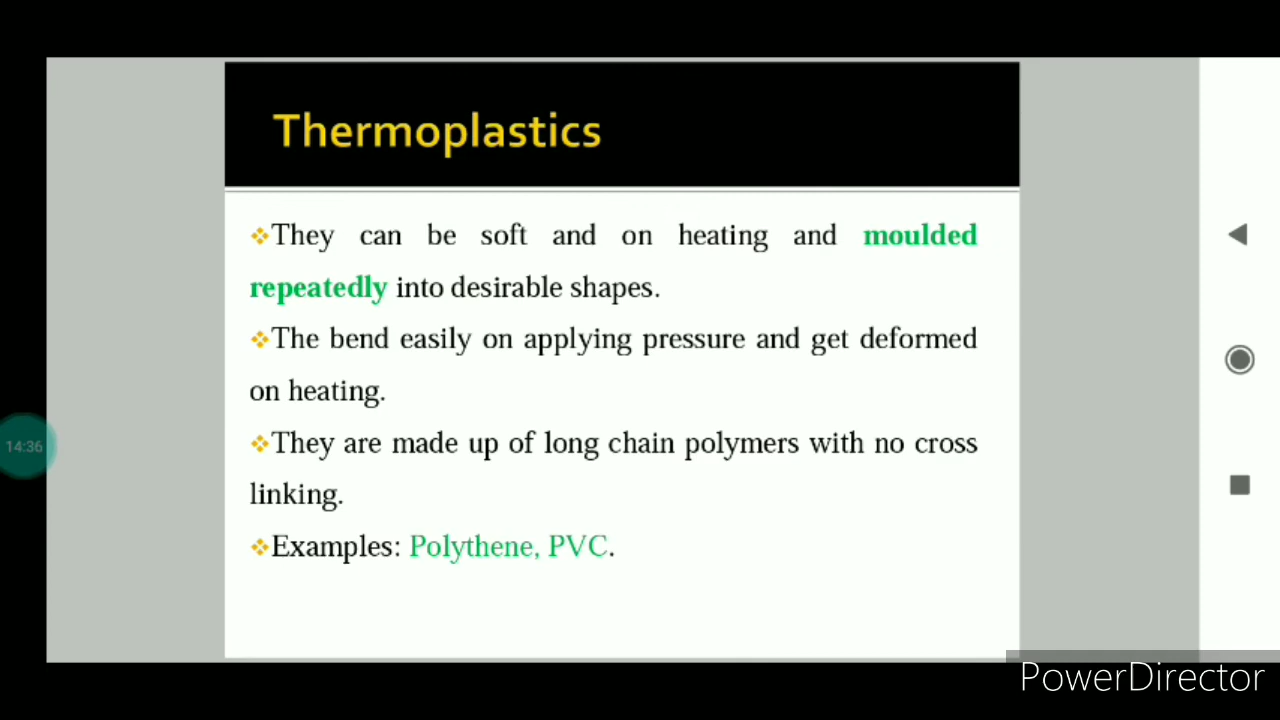 Thermoplastics
They can be soft and on heating and moulded
repeatedly into desirable shapes.
The bend easily on applying pressure and get deformed
on heating.
14:36
They are made up of long chain polymers with no cross
linking.
Examples: Polythene, PVC.
PowerDirector